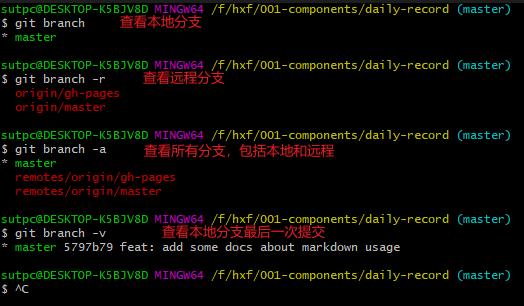 sutpc@DESKTOP-K5BJV8D MINGW64 /f/hxf/001-components/daily-record (master)
$ git branch 查看本地分支
* master
sutpc@DESKTOP-K5BJV8D MINGW64 /f/hxf/001-components/daily-record (master)
$ git branch -r 查看远程分支
origin/gh-pages
origin/master
sutpc@DESKTOP-K5BJV8D MINGW64 /f/hxf/001-components/daily-record (master)
$ git branch -a 查看所有分支，包括本地和远程
* master
remotes/origin/gh-pages
remotes/origin/master
sutpc@DESKTOP-K5BJV8D MINGW64 /f/hxf/001-components/daily-record (master)
$ git branch -v 查看本地分支最后一次提交
* master 5797b79 feat: add some docs about markdown usage
sutpc@DESKTOP-K5BJV8D MINGW64 /f/hxf/001-components/daily-record (master)
$ ^C